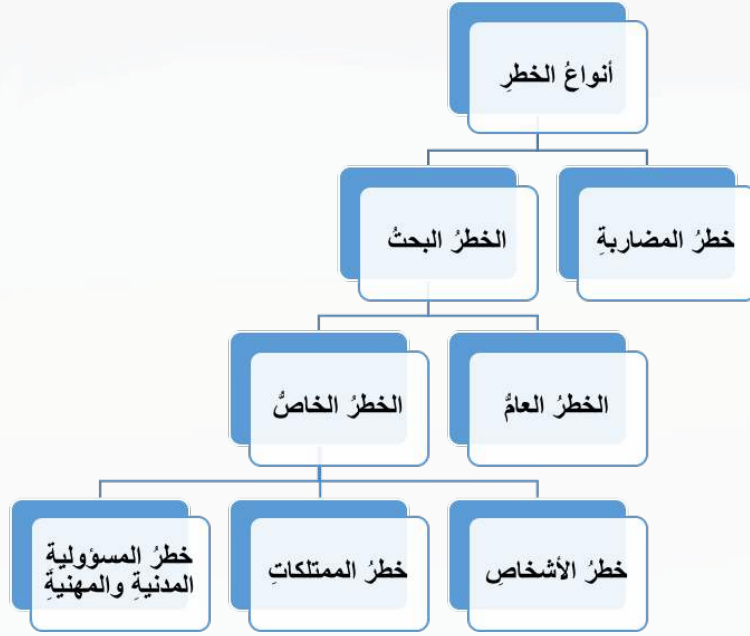 أنواعُ الخطرِ
خطرُ المضاربةِ
الخطرُ البحتُ
الخطرُ العامُّ
الخطرُ الخاصُّ
خطرُ الأشخاصِ
خطرُ الممتلكاتِ
خطرُ المسؤوليةِ
المدنيةِ والمهنيةِ